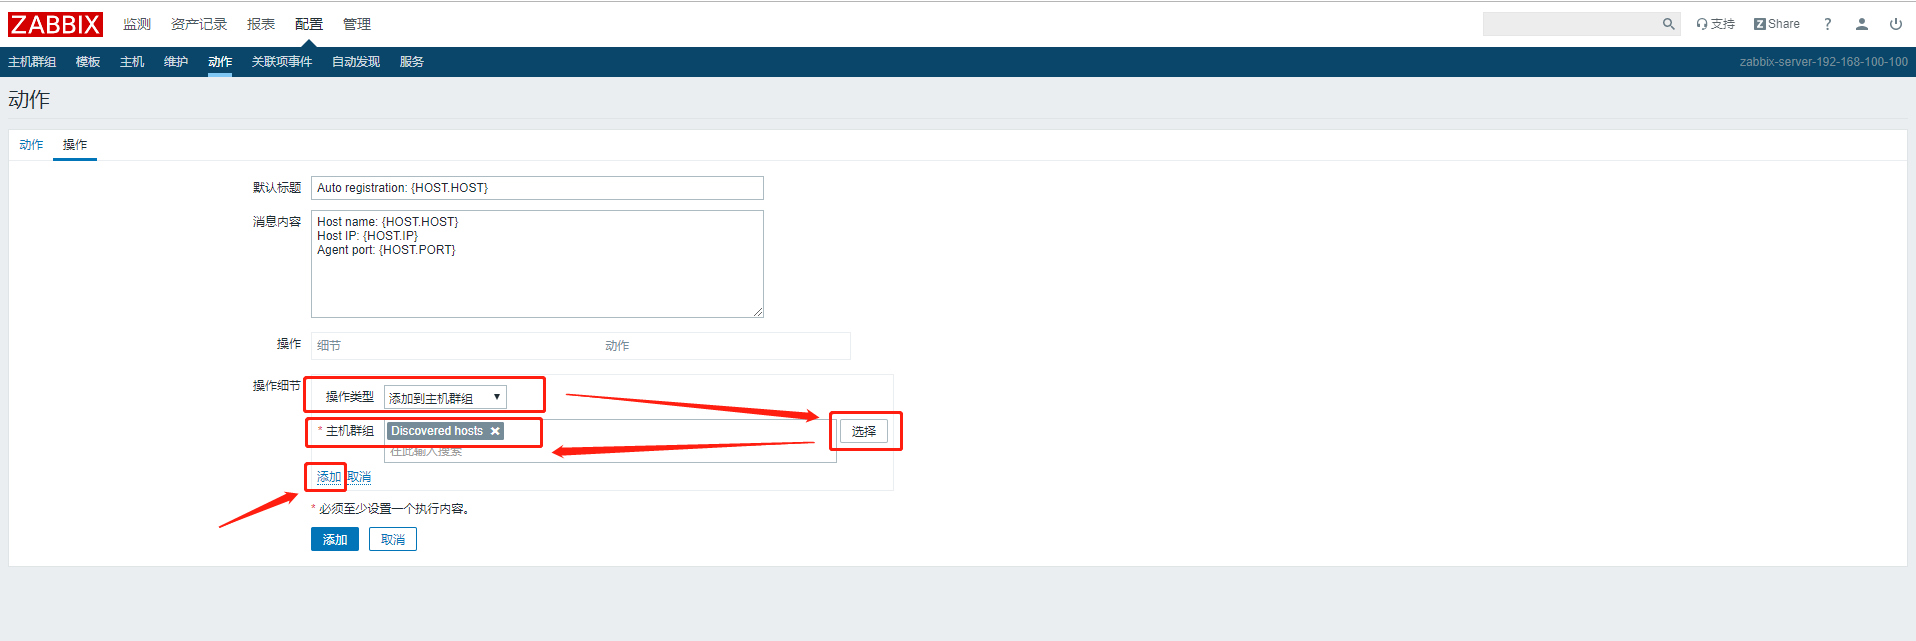 ZABBIX 监测 资产记录 报表 配置 管理 支持 Z Share ?
主机群组 模板 主机 维护 动作 关联项事件 自动发现 服务 zabbix-server-192-168-100-100
动作
动作 操作
默认标题 Auto registration: {HOST.HOST}
消息内容 Host name: {HOST.HOST}
Host IP: {HOST.IP}
Agent port: {HOST.PORT}
操作 细节 动作
操作细节 操作类型 添加到主机群组
* 主机群组 Discovered hosts 选择
在此输入搜索
添加 取消
* 必须至少设置一个执行内容。
添加 取消